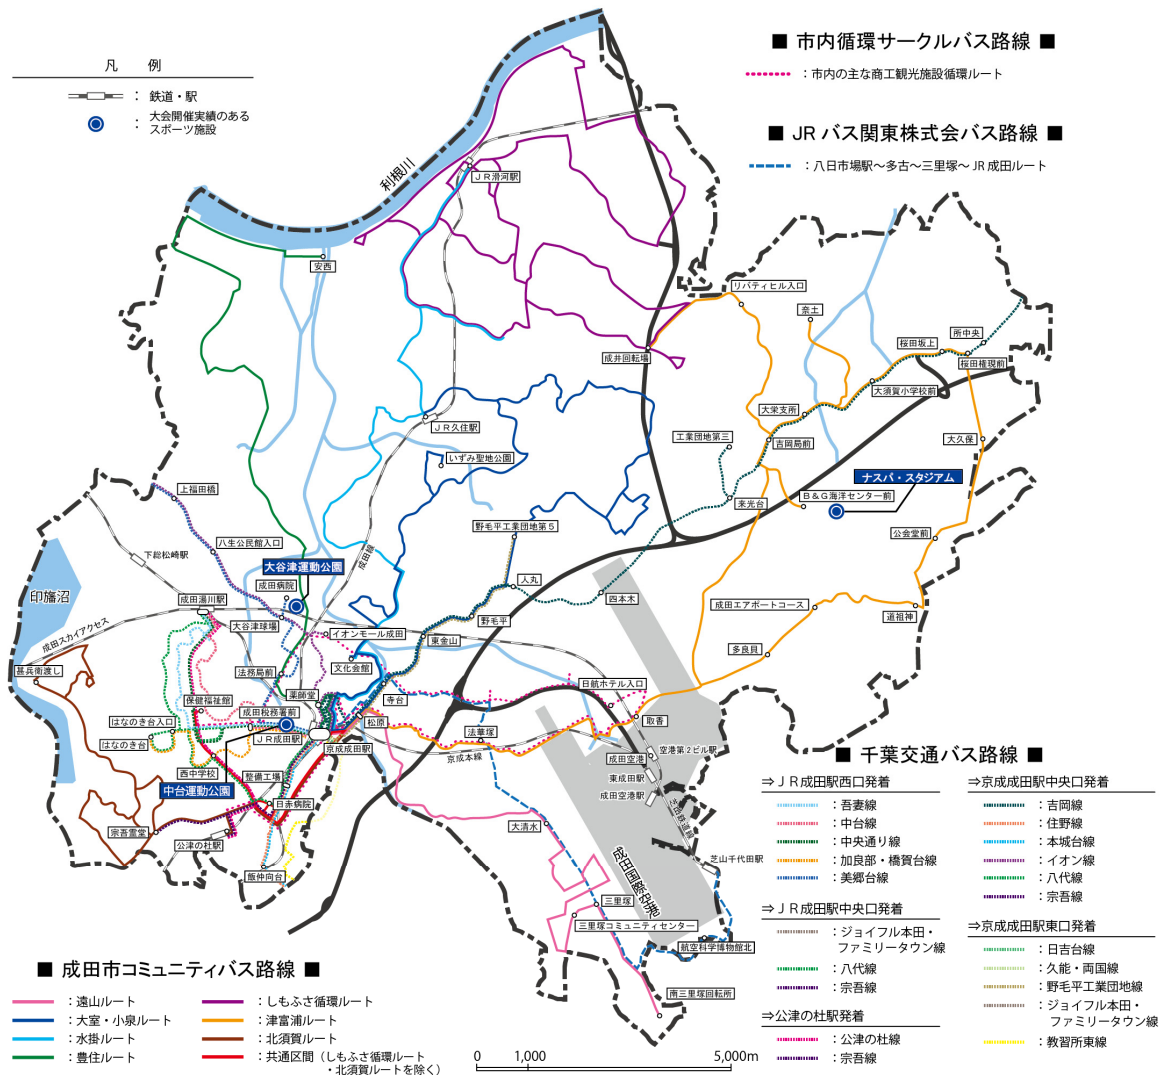 凡　例
：鉄道・駅
：大会開催実績のある
スポーツ施設
■ 市内循環サークルバス路線 ■
：市内の主な商工観光施設循環ルート
■ JRバス関東株式会社バス路線 ■
：八日市場駅～多古～三里塚～JR成田ルート
利根川
JR滑河駅
安西
リバティヒル入口
奈土
所中央
桜田坂上
桜田権現前
成井回転場
大須賀小学校前
大栄支所
JR久住駅
工業団地第三
吉岡局前
大久保
いずみ聖地公園
ナスパ・スタジアム
上福田橋
来光台
B&G海洋センター前
野毛平工業団地第5
公会堂前
八生公民館入口
下総松崎駅
成田線
大谷津運動公園
成田病院
人丸
印旛沼
成田湯川駅
四本木
成田エアポートコース
道祖神
大谷津球場
野毛平
成田スカイアクセス
イオンモール成田
東金山
甚兵衛渡し
法務局前
文化会館
多良貝
日航ホテル入口
保健福祉館
薬師堂
寺台
成田税務署前
松原
取香
はなのき台入口
JR成田駅
法華塚
はなのき台
京成成田駅
京成本線
空港第2ビル駅
成田空港
西中学校
整備工場
東成田駅
中台運動公園
成田空港駅
日赤病院
芝山鉄道線
宗吾霊堂
公津の杜駅
大清水
成田国際空港
芝山千代田駅
飯仲向台
三里塚
三里塚コミュニティセンター
航空科学博物館北
南三里塚回転所
■ 成田市コミュニティバス路線 ■
：遠山ルート
：大室・小泉ルート
：水掛ルート
：豊住ルート
：しもふさ循環ルート
：津富浦ルート
：北須賀ルート
：共通区間（しもふさ循環ルート
・北須賀ルートを除く）
0 1,000 5,000m
■ 千葉交通バス路線 ■
⇒JR成田駅西口発着
：吾妻線
：中台線
：中央通り線
：加良部・橋賀台線
：美郷台線
⇒JR成田駅中央口発着
：ジョイフル本田・
ファミリータウン線
：八代線
：宗吾線
⇒公津の杜駅発着
：公津の杜線
：宗吾線
⇒京成成田駅中央口発着
：吉岡線
：住野線
：本城台線
：イオン線
：八代線
：宗吾線
⇒京成成田駅東口発着
：日吉台線
：久能・両国線
：野毛平工業団地線
：ジョイフル本田・
ファミリータウン線
：教習所東線